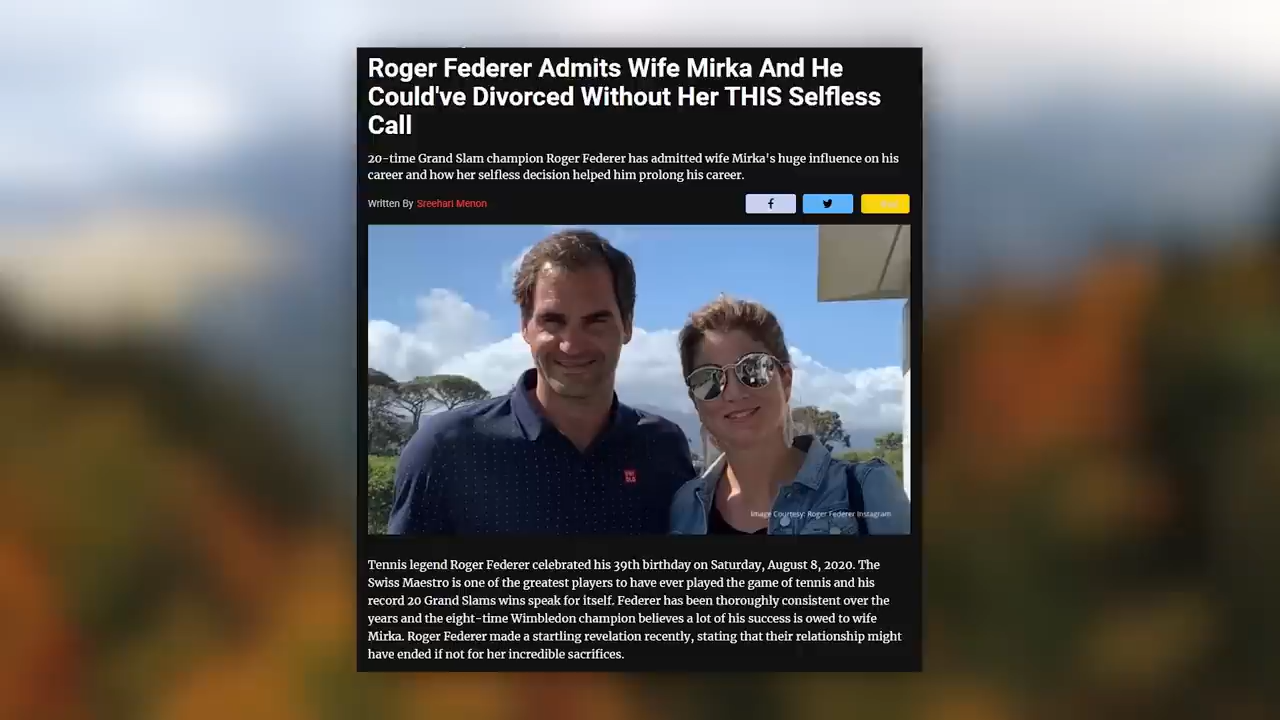 Roger Federer Admits Wife Mirka And He
Could've Divorced Without Her THIS Selfless
Call
20-time Grand Slam champion Roger Federer has admitted wife Mirka's huge influence on his
career and how her selfless decision helped him prolong his career.
Written By Sreehari Menon
Image Courtesy: Roger Federer Instagram
Tennis legend Roger Federer celebrated his 39th birthday on Saturday, August 8, 2020. The
Swiss Maestro is one of the greatest players to have ever played the game of tennis and his
record 20 Grand Slams wins speak for itself. Federer has been thoroughly consistent over the
years and the eight-time Wimbledon champion believes a lot of his success is owed to wife
Mirka. Roger Federer made a startling revelation recently, stating that their relationship might
have ended if not for her incredible sacrifices.